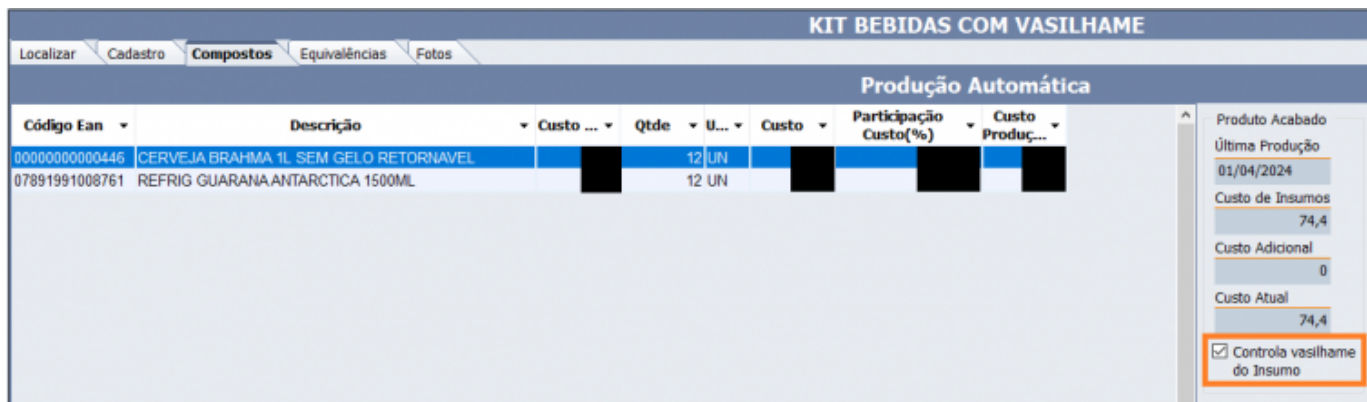 KIT BEBIDAS COM VASILHAME
Localizar Cadastro Compostos Equivalências Fotos
Produção Automática
Código Ean Descrição Custo ... Qtde U... Custo Participação Custo(%) Custo Produç...
00000000000446 CERVEJA BRAHMA 1L SEM GELO RETORNAVEL 12 UN
07891991008761 REFRIG GUARANA ANTARCTICA 1500ML 12 UN
Produto Acabado
Última Produção
01/04/2024
Custo de Insumos
74,4
Custo Adicional
0
Custo Atual
74,4
Controla vasilhame
do Insumo